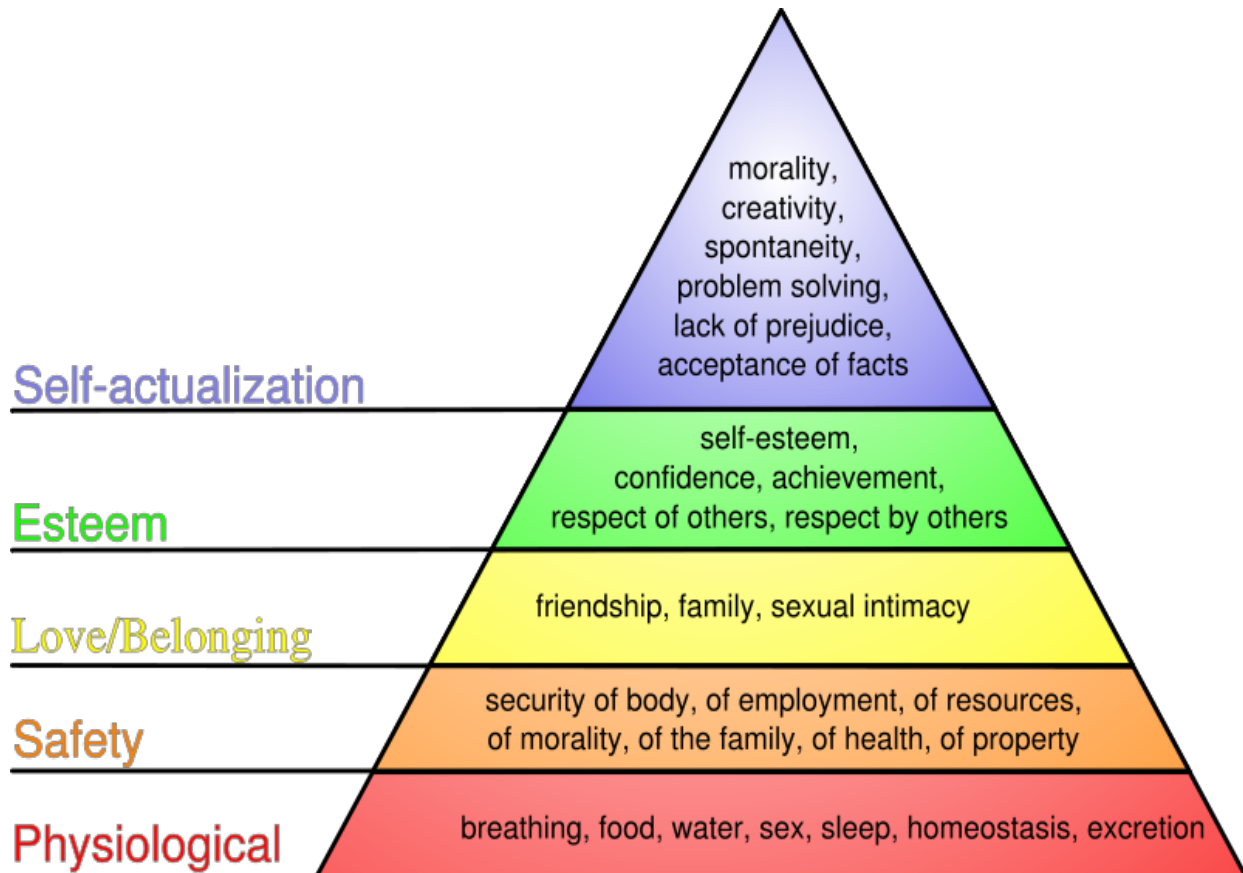 morality,
creativity,
spontaneity,
problem solving,
lack of prejudice,
acceptance of facts
Self-actualization
self-esteem,
confidence, achievement,
respect of others, respect by others
Esteem
friendship, family, sexual intimacy
Love/Belonging
security of body, of employment, of resources,
of morality, of the family, of health, of property
Safety
breathing, food, water, sex, sleep, homeostasis, excretion
Physiological